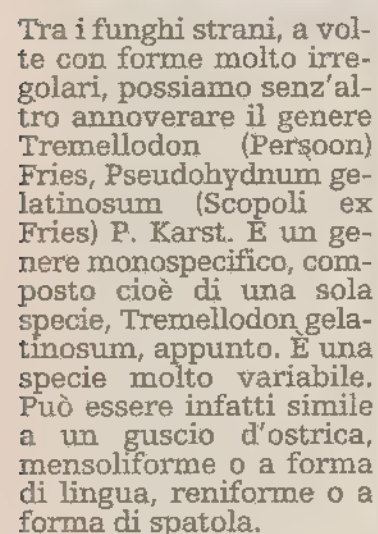 Tra i funghi strani, a vol-
te con forme molto irre-
golari, possiamo senz'al-
tro annoverare il genere
Tremellodon (Persoon)
Fries, Pseudohydnum ge-
latinosum (Scopoli ex
Fries) P. Karst. È un ge-
nere monospecifico, com-
posto cioè di una sola
specie, Tremellodon gela-
tinosum, appunto. È una
specie molto variabile.
Può essere infatti simile
a un guscio d'ostrica,
mensoliforme o a forma
di lingua, reniforme o a
forma di spatola.